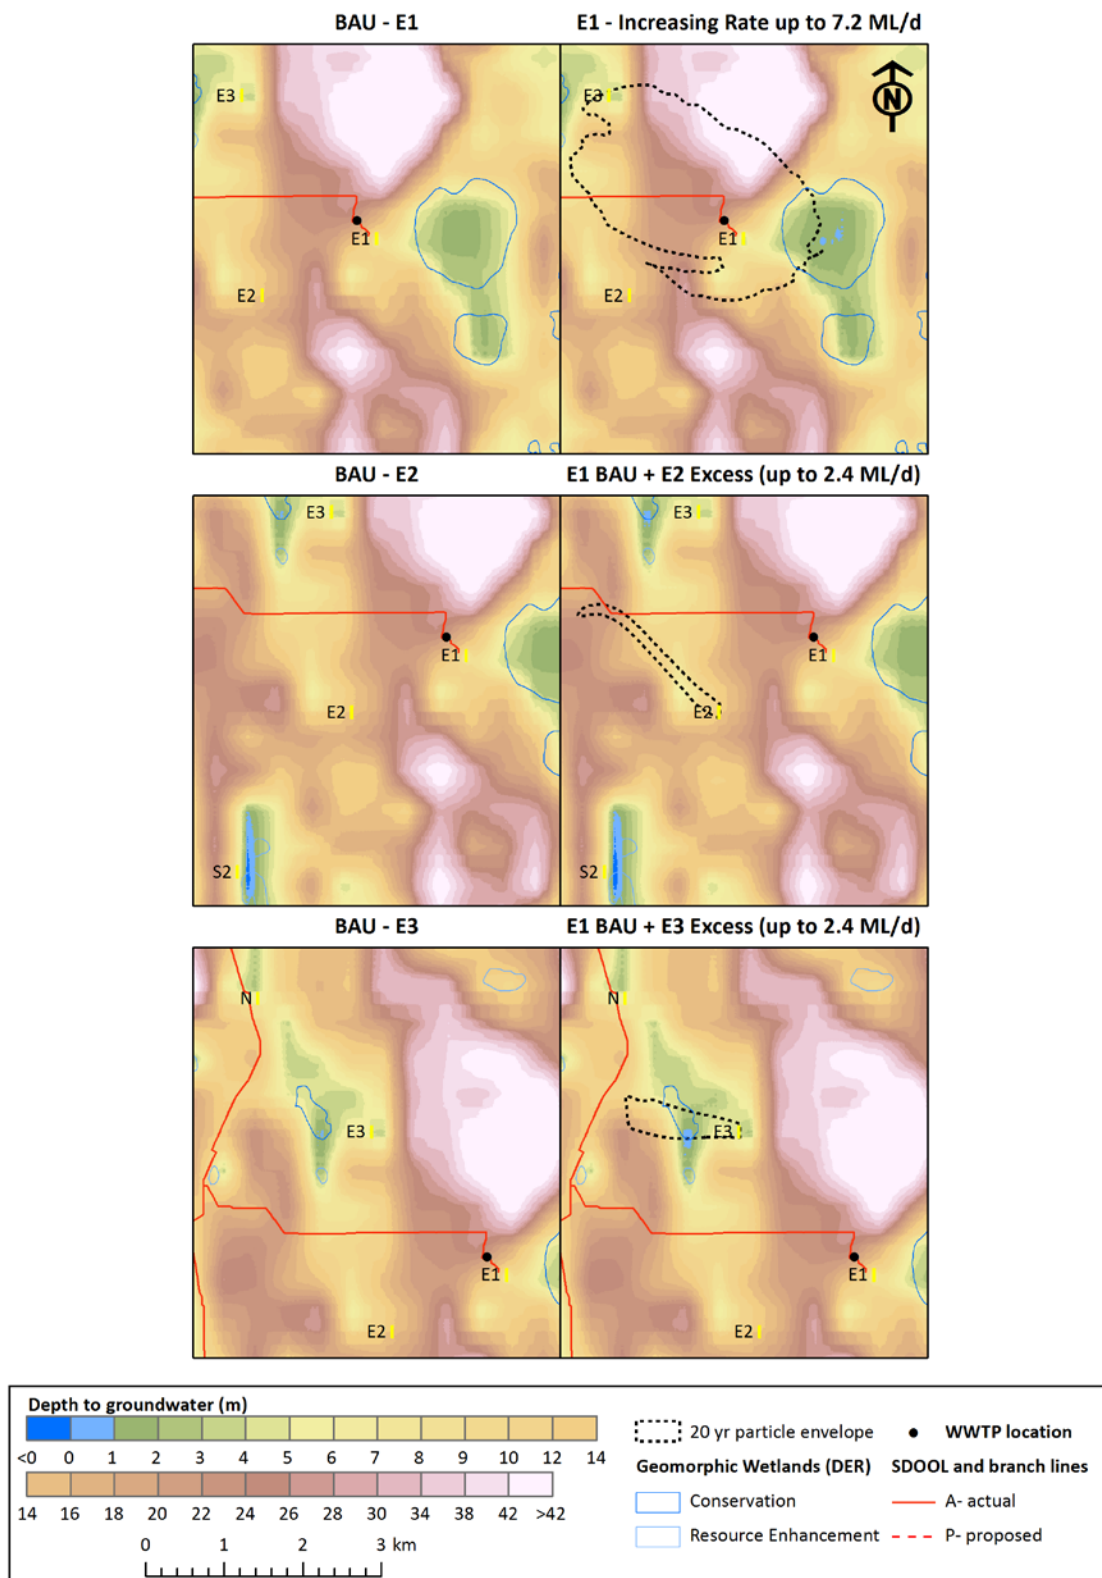 BAU - E1
E1 - Increasing Rate up to 7.2 ML/d
E3
E1
E2
E3
N
E1
E2
BAU - E2
E1 BAU + E2 Excess (up to 2.4 ML/d)
E3
E1
E2
S2
E3
E1
E2
S2
BAU - E3
E1 BAU + E3 Excess (up to 2.4 ML/d)
N
E3
E1
E2
N
E3
E1
E2
Depth to groundwater (m)
<0 0 1 2 3 4 5 6 7 8 9 10 12 14
14 16 18 20 22 24 26 28 30 34 38 42 >42
0 1 2 3 km
20 yr particle envelope
WWTP location
Geomorphic Wetlands (DER)
SDOOL and branch lines
Conservation
A- actual
Resource Enhancement
P- proposed